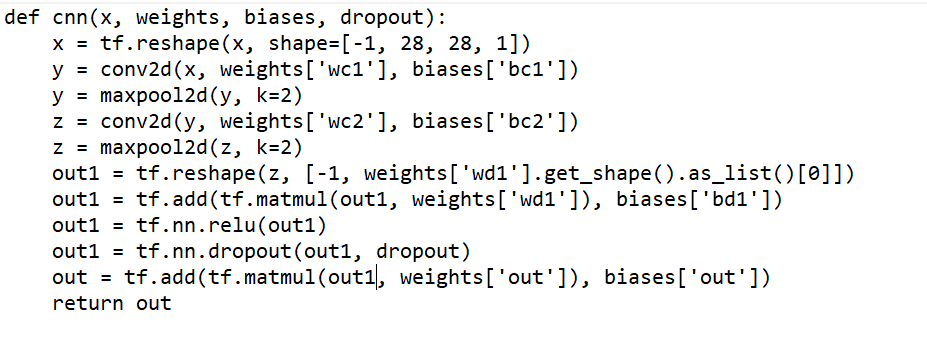 def cnn(x, weights, biases, dropout):
    x = tf.reshape(x, shape=[-1, 28, 28, 1])
    y = conv2d(x, weights['wc1'], biases['bc1'])
    y = maxpool2d(y, k=2)
    z = conv2d(y, weights['wc2'], biases['bc2'])
    z = maxpool2d(z, k=2)
    out1 = tf.reshape(z, [-1, weights['wd1'].get_shape().as_list()[0]])
    out1 = tf.add(tf.matmul(out1, weights['wd1']), biases['bd1'])
    out1 = tf.nn.relu(out1)
    out1 = tf.nn.dropout(out1, dropout)
    out = tf.add(tf.matmul(out1, weights['out']), biases['out'])
    return out